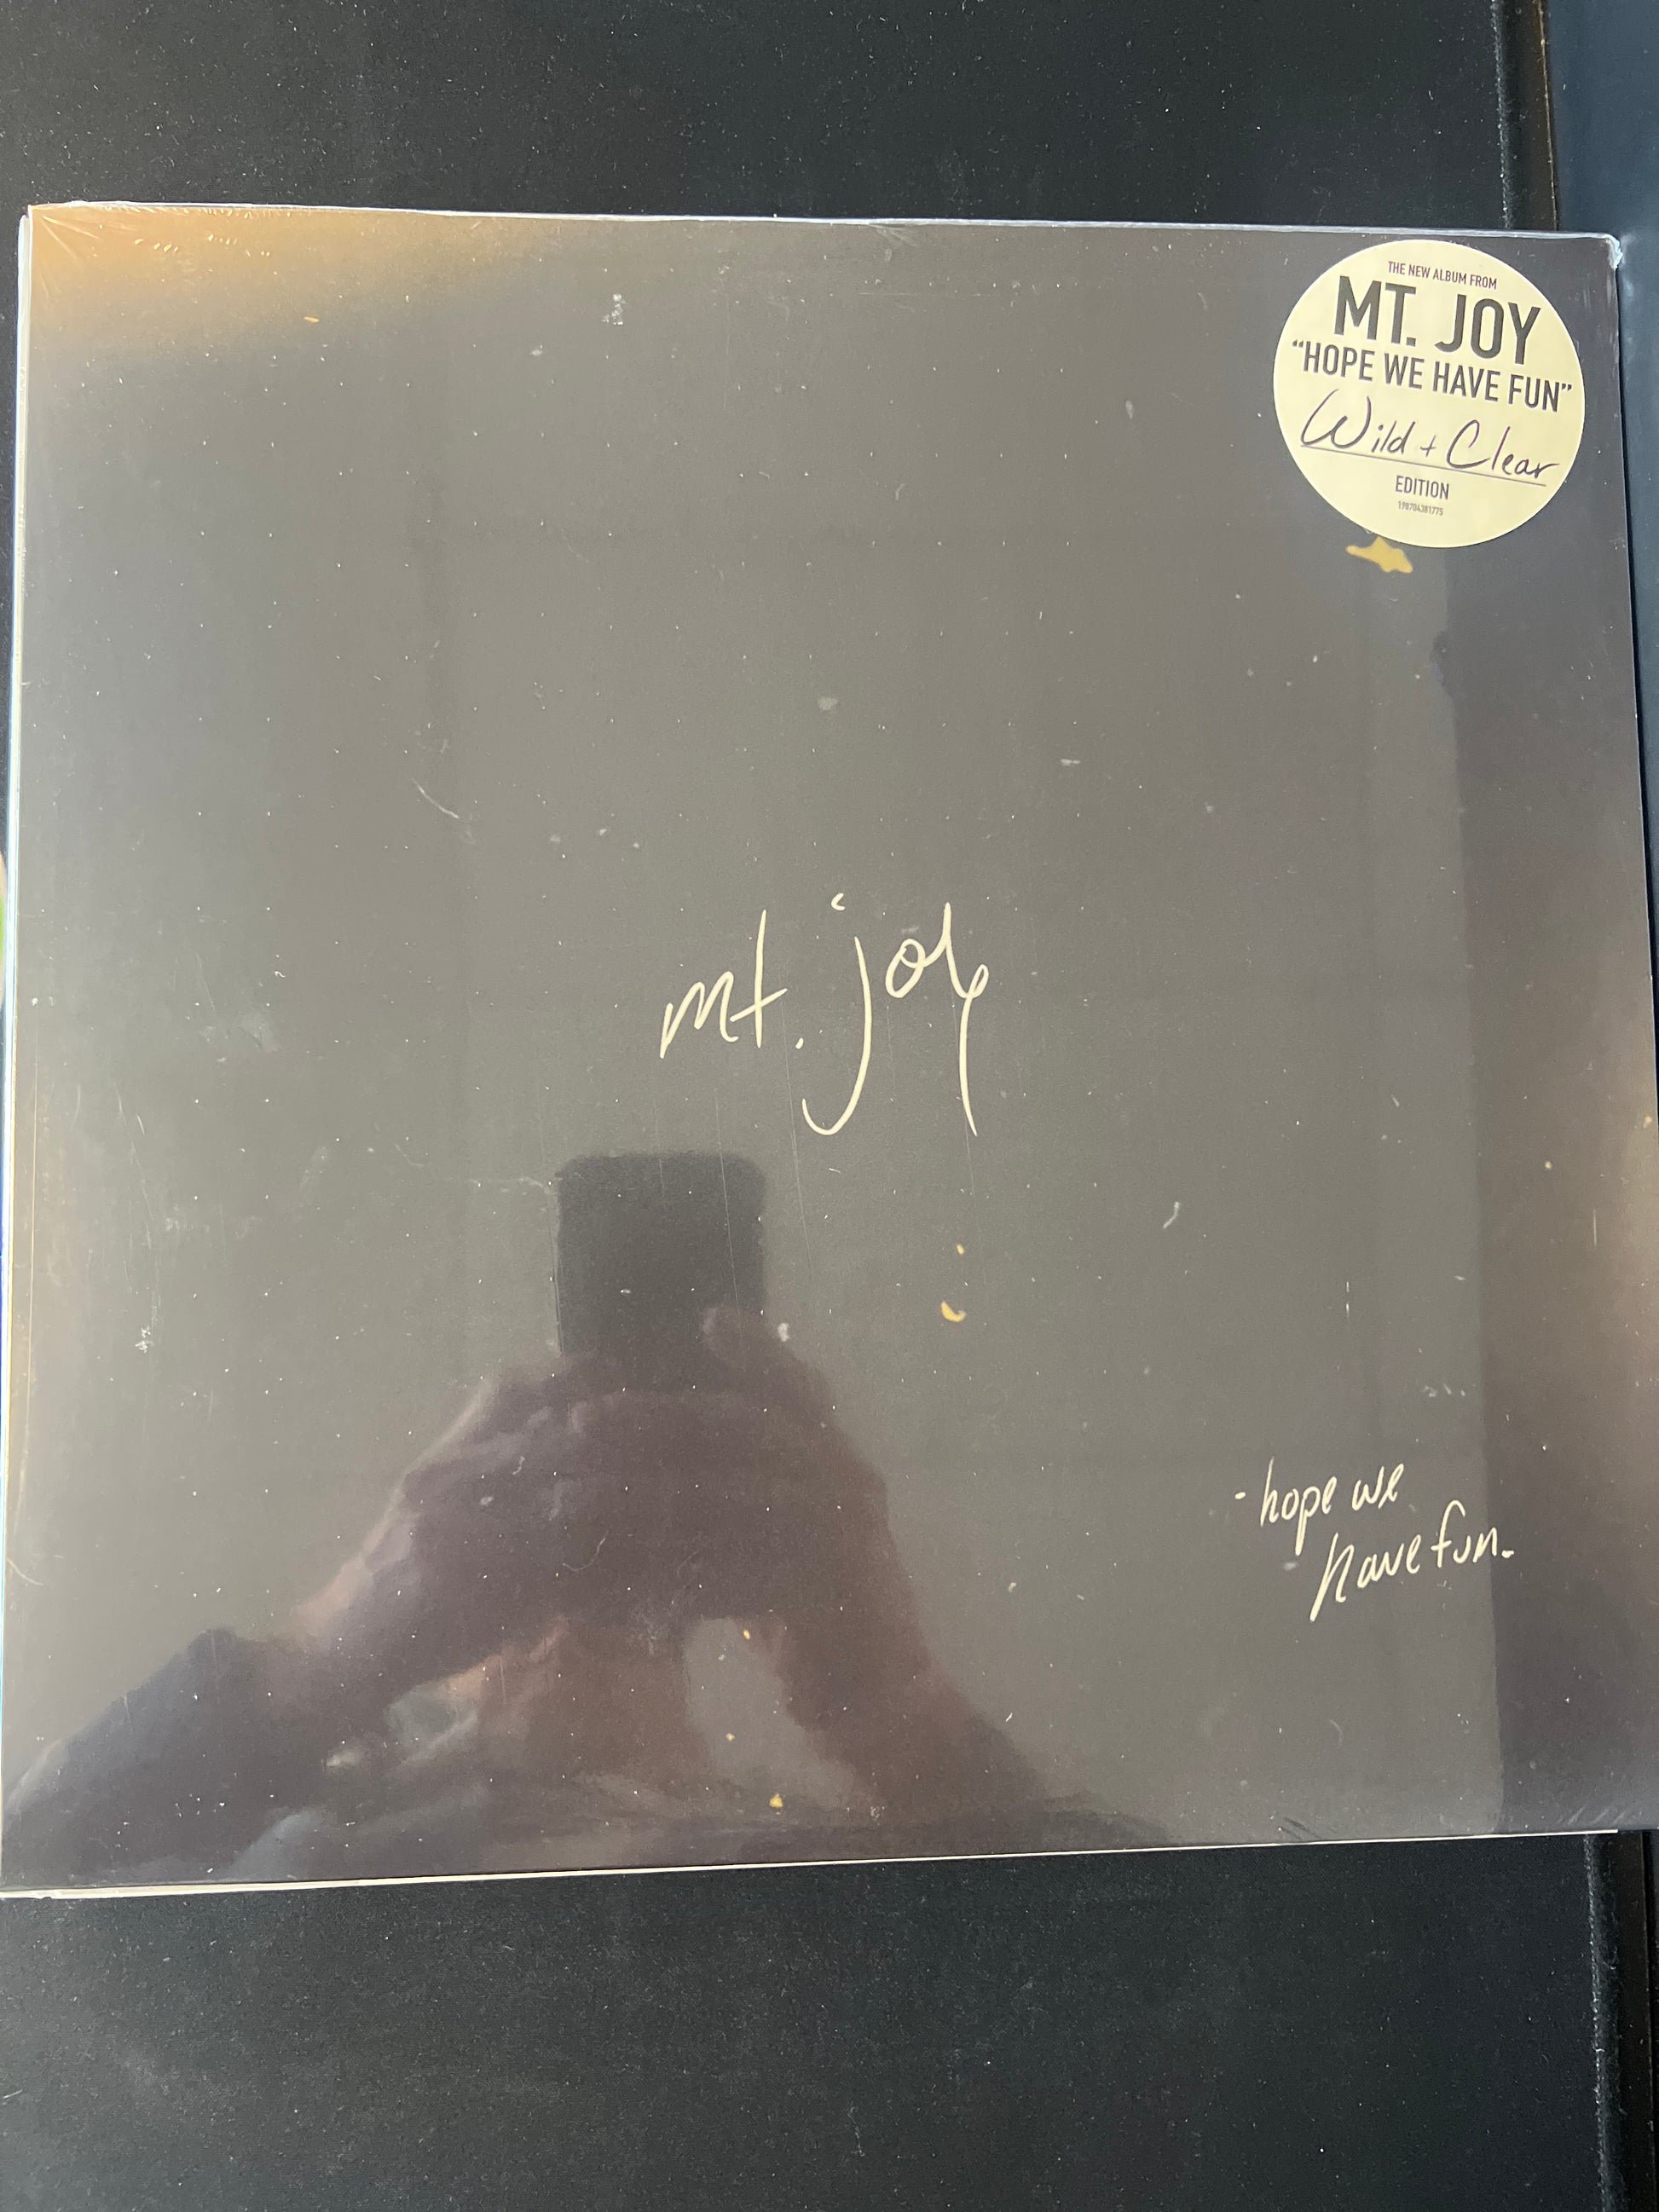 THE NEW ALBUM FROM
MT. JOY
“HOPE WE HAVE FUN”
Wild + Clear
EDITION
198704381775
mt. joy
- hope we
have fun.